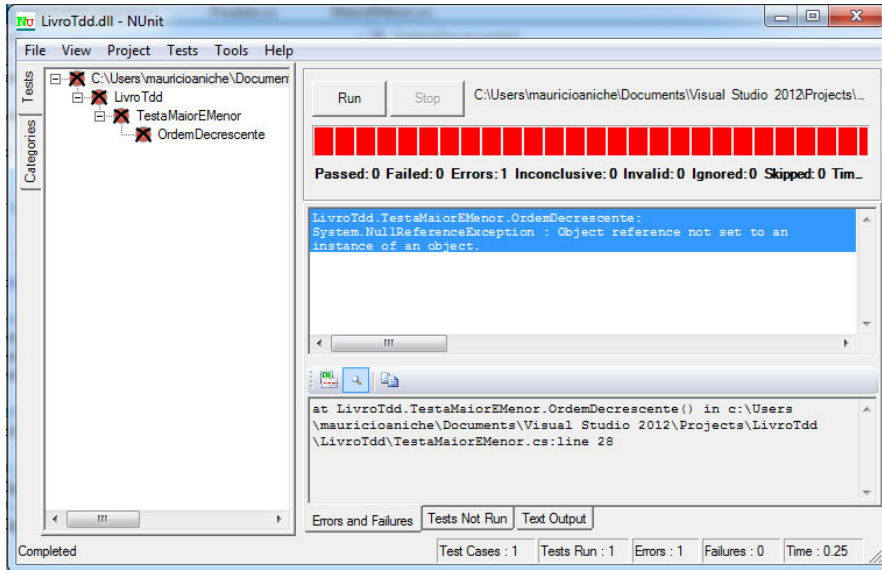 LivroTdd.dll - NUnit
File View Project Tests Tools Help
Tests
Categories
C:\Users\mauricioaniche\Documen
LivroTdd
TestaMaiorEMenor
OrdemDecrescente
Run
Stop
C:\Users\mauricioaniche\Documents\Visual Studio 2012\Projects\...
Passed: 0 Failed: 0 Errors: 1 Inconclusive: 0 Invalid: 0 Ignored: 0 Skipped: 0 Tim...
LivroTdd.TestaMaiorEMenor.OrdemDecrescente:
System.NullReferenceException : Object reference not set to an
instance of an object.
at LivroTdd.TestaMaiorEMenor.OrdemDecrescente() in c:\Users
\mauricioaniche\Documents\Visual Studio 2012\Projects\LivroTdd
\LivroTdd\TestaMaiorEMenor.cs:line 28
Errors and Failures Tests Not Run Text Output
Completed Test Cases : 1 Tests Run : 1 Errors : 1 Failures : 0 Time : 0.25